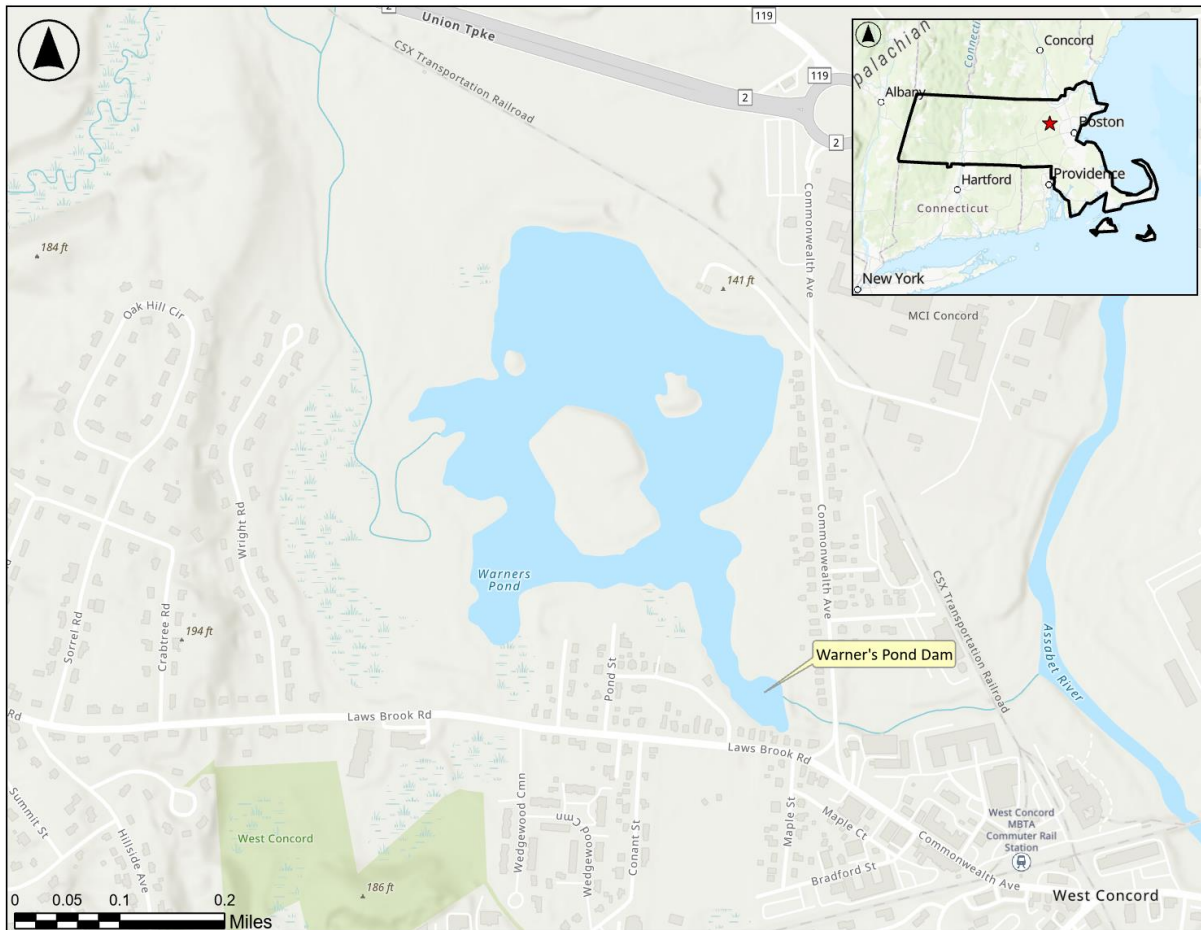 2
119
Union Tpke
CSX Transportation Railroad
119
2
2
Commonwealth Ave
Concord
palachian
Connecti
Albany
Boston
Hartford
Providence
Connecticut
New York
184 ft
141 ft
MCI Concord
Oak Hill Cir
Wright Rd
Commonwealth Ave
CSX Transportation Railroad
Warners
Pond
Sorrel Rd
Crabtree Rd
194 ft
Pond St
Warner's Pond Dam
Assabet River
Rd
Laws Brook Rd
Laws Brook Rd
Summit St
Hillside Ave
West Concord
186 ft
Wedgewood Cmn
Wedgewood Cmn
Conant St
Maple St
Maple Ct
Bradford St
Commonwealth Ave
West Concord
MBTA
Commuter Rail
Station
West Concord
0 0.05 0.1 0.2
Miles